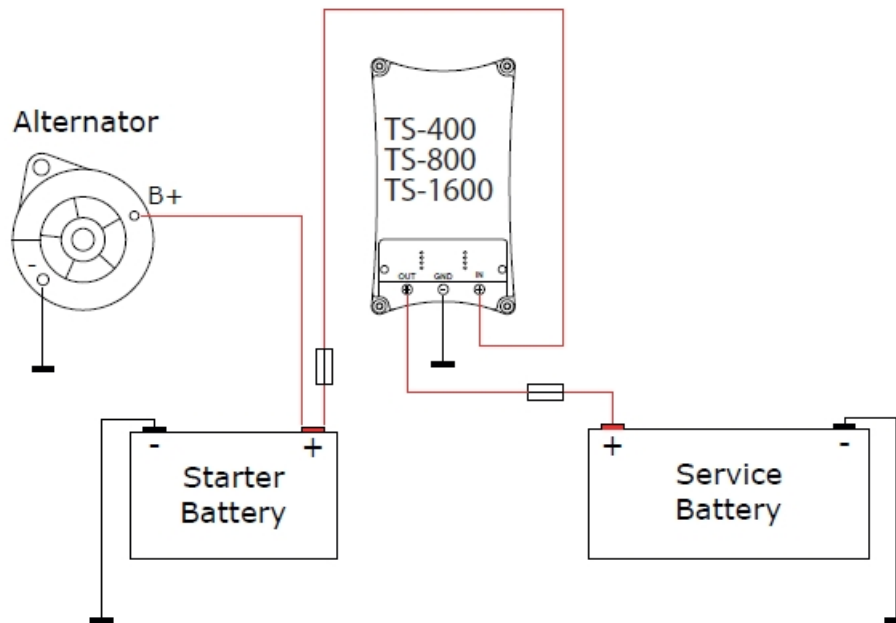 Alternator
B+
-
TS-400
TS-800
TS-1600
OUT GND IN
+ - +
- +
Starter
Battery
+ -
Service
Battery